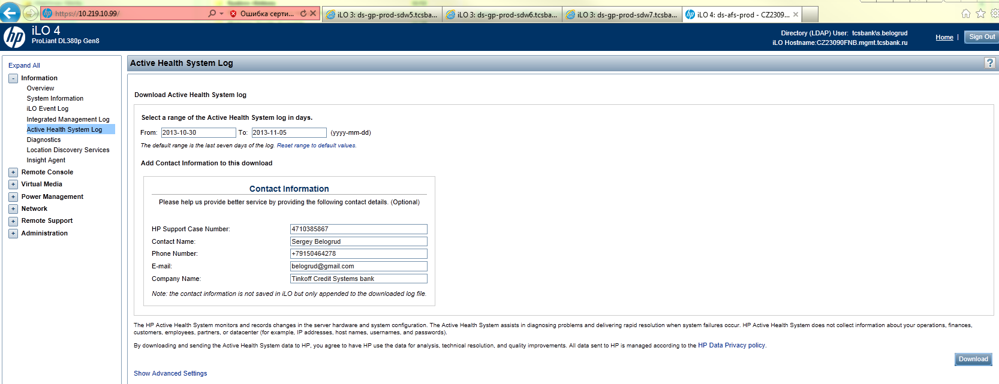 https://10.219.10.99/
Ошибка серти...
iLO 3: ds-gp-prod-sdw5.tcsba...
iLO 3: ds-gp-prod-sdw6.tcsba...
iLO 3: ds-gp-prod-sdw7.tcsba...
iLO 4: ds-afs-prod - CZ2309...
hp
iLO 4
ProLiant DL380p Gen8
Directory (LDAP) User: tcsbank\s.belogrud
iLO Hostname:CZ23090FNB.mgmt.tcsbank.ru
Home |
Sign Out
Expand All
- Information
Overview
System Information
iLO Event Log
Integrated Management Log
Active Health System Log
Diagnostics
Location Discovery Services
Insight Agent
+ Remote Console
+ Virtual Media
+ Power Management
+ Network
+ Remote Support
+ Administration
Active Health System Log
?
Download Active Health System log
Select a range of the Active Health System log in days.
From: 2013-10-30 To: 2013-11-05 (yyyy-mm-dd)
The default range is the last seven days of the log. Reset range to default values.
Add Contact Information to this download
Contact Information
Please help us provide better service by providing the following contact details. (Optional)
HP Support Case Number: 4710385867
Contact Name: Sergey Belogrud
Phone Number: +79150464278
E-mail: belogrud@gmail.com
Company Name: Tinkoff Credit Systems bank
Note: the contact information is not saved in iLO but only appended to the downloaded log file.
The HP Active Health System monitors and records changes in the server hardware and system configuration. The Active Health System assists in diagnosing problems and delivering rapid resolution when system failures occur. HP Active Health System does not collect information about your operations, finances,
customers, employees, partners, or datacenter (for example, IP addresses, host names, usernames, and passwords).
By downloading and sending the Active Health System data to HP, you agree to have HP use the data for analysis, technical resolution, and quality improvements. All data sent to HP is managed according to the HP Data Privacy policy.
Download
Show Advanced Settings